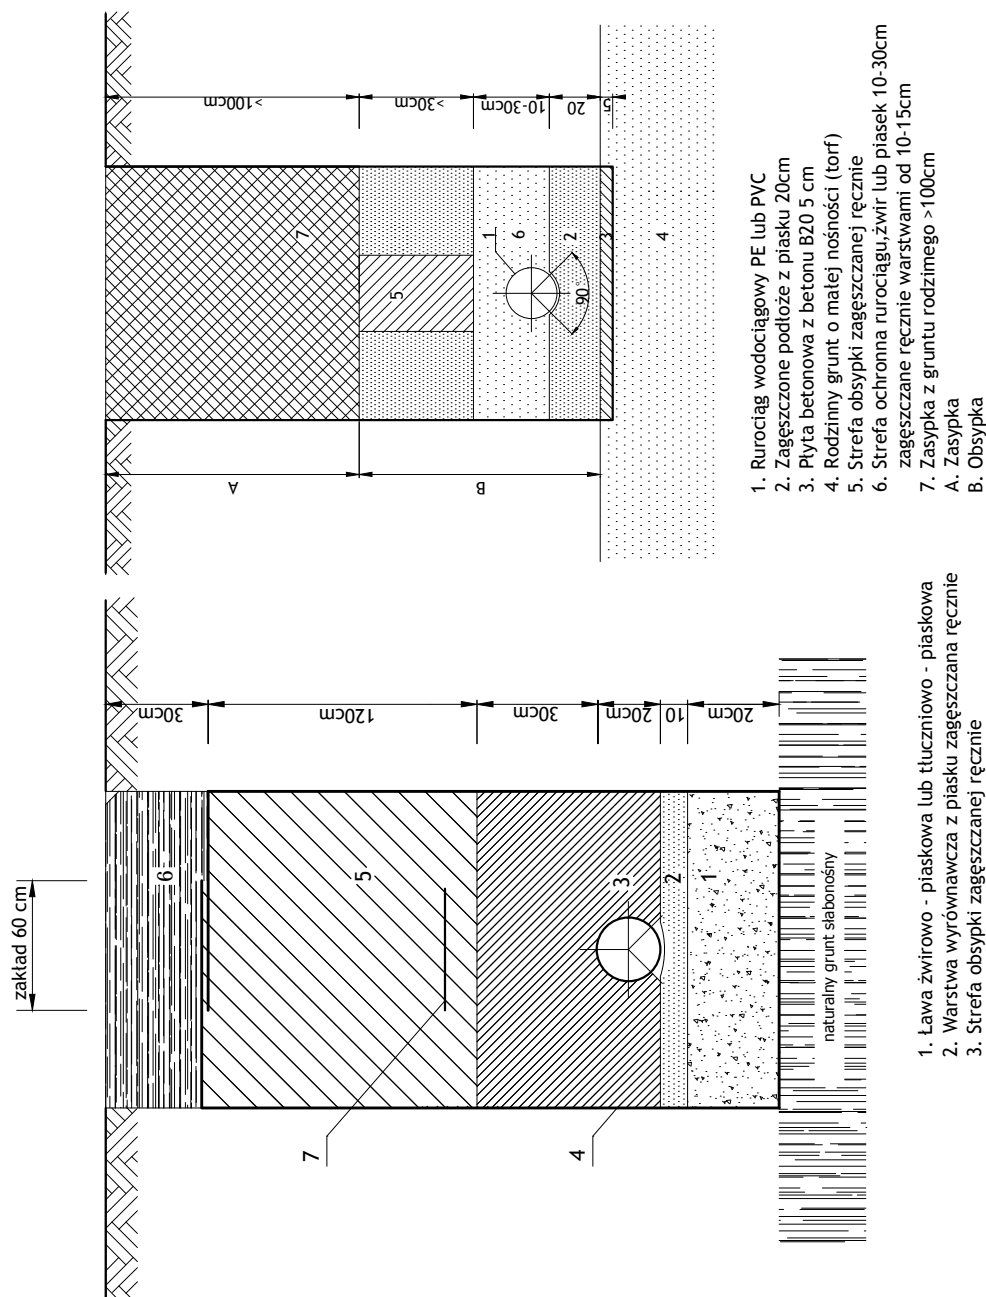 zakład 60 cm
6
5
7
3
4
2
1
30cm
120cm
30cm
20cm
10
20cm
naturalny grunt słabonośny
1. Ława żwirowo - piaskowa lub tłuczniowo - piaskowa
2. Warstwa wyrównawcza z piasku zagęszczana ręcznie
3. Strefa obsypki zagęszczanej ręcznie
7
5
1
6
2
3
4
90°
A
B
>100cm
>30cm
10-30cm
20
5
1. Rurociąg wodociągowy PE lub PVC
2. Zagęszczone podłoże z piasku 20cm
3. Płyta betonowa z betonu B20 5 cm
4. Rodzinny grunt o małej nośności (torf)
5. Strefa obsypki zagęszczanej ręcznie
6. Strefa ochronna rurociągu,żwir lub piasek 10-30cm
zagęszczane ręcznie warstwami od 10-15cm
7. Zasypka z gruntu rodzimego >100cm
A. Zasypka
B. Obsypka